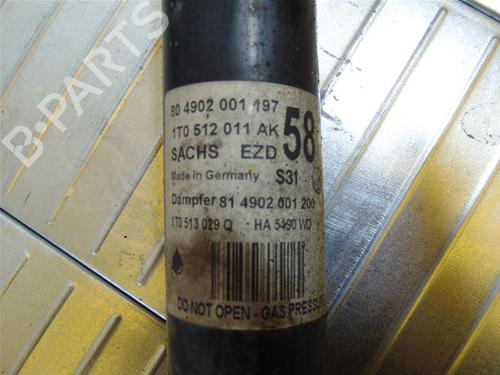 B-PARTS
80 4902 001 197
1T0 512 011 AK 58
SACHS EZD
Made in Germany S31
Dämpfer 81 4902 001 200
1T0 513 029 Q - HA 5490 WD
DO NOT OPEN - GAS PRESSU